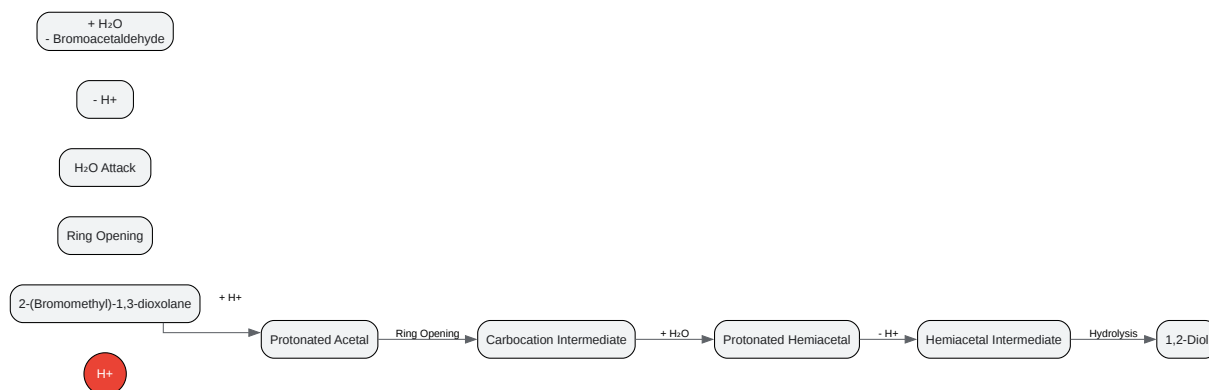 + H₂O
- Bromoacetaldehyde
- H+
H₂O Attack
Ring Opening
2-(Bromomethyl)-1,3-dioxolane
+ H+
Protonated Acetal
Ring Opening
Carbocation Intermediate
+ H₂O
Protonated Hemiacetal
- H+
Hemiacetal Intermediate
Hydrolysis
1,2-Diol
H+